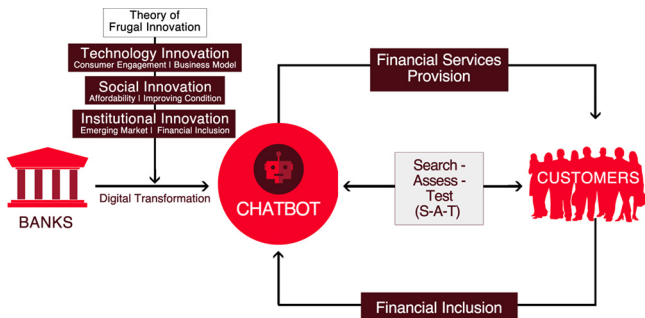 Theory of
Frugal Innovation
Technology Innovation
Consumer Engagement | Business Model
Social Innovation
Affordability | Improving Condition
Institutional Innovation
Emerging Market | Financial Inclusion
BANKS
Digital Transformation
CHATBOT
Financial Services
Provision
Search -
Assess -
Test
(S-A-T)
CUSTOMERS
Financial Inclusion